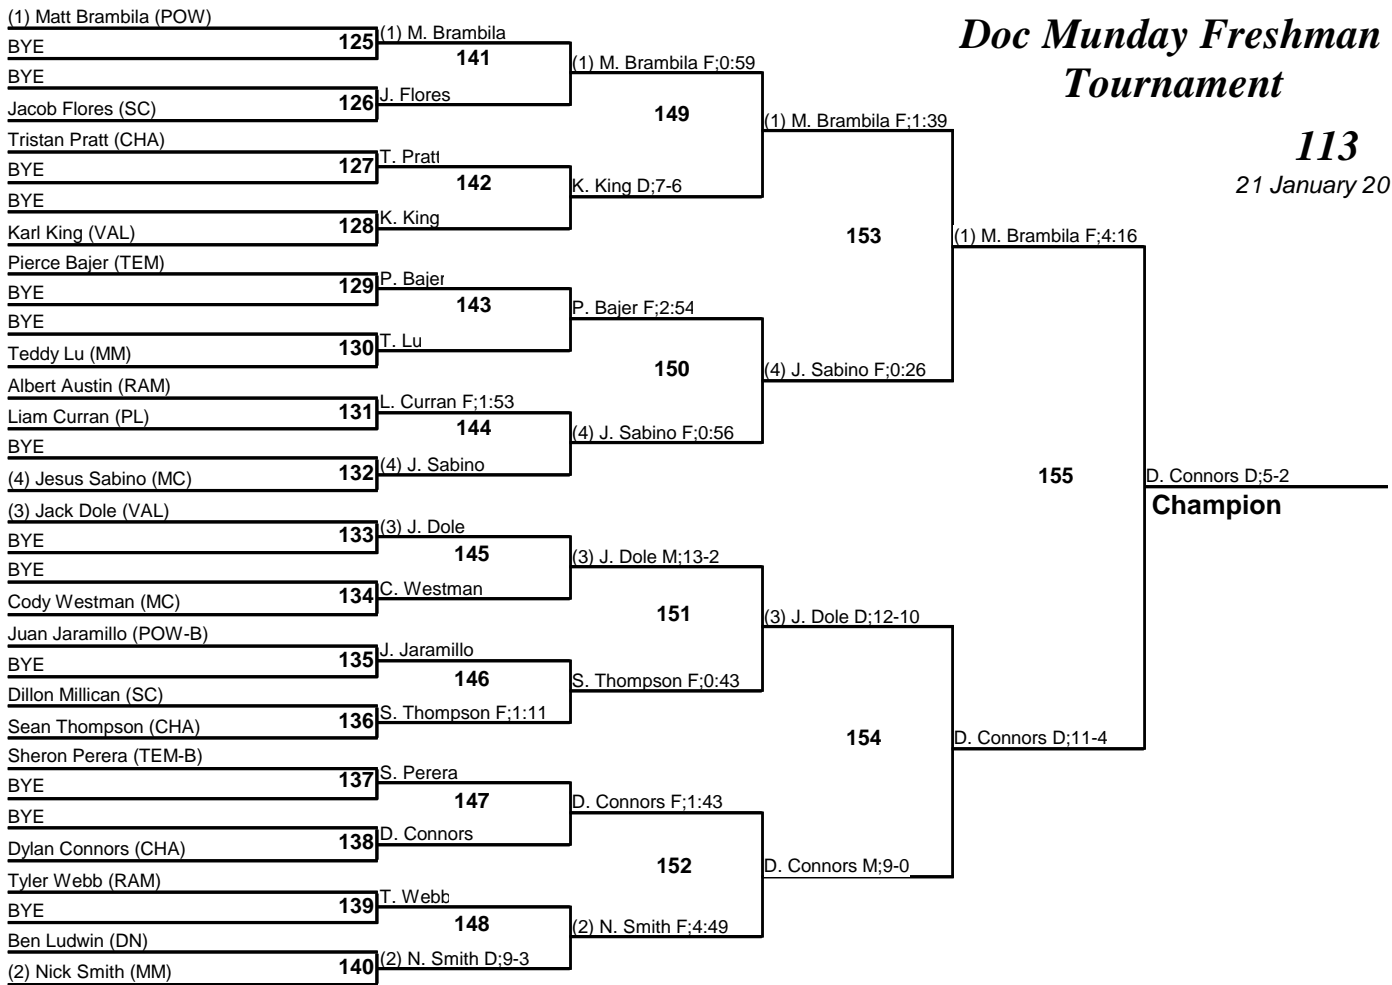 Doc Munday Freshman
Tournament
113
21 January 20
(1) Matt Brambila (POW)
BYE
BYE
Jacob Flores (SC)
Tristan Pratt (CHA)
BYE
BYE
Karl King (VAL)
Pierce Bajer (TEM)
BYE
BYE
Teddy Lu (MM)
Albert Austin (RAM)
Liam Curran (PL)
BYE
(4) Jesus Sabino (MC)
(3) Jack Dole (VAL)
BYE
BYE
Cody Westman (MC)
Juan Jaramillo (POW-B)
BYE
Dillon Millican (SC)
Sean Thompson (CHA)
Sheron Perera (TEM-B)
BYE
BYE
Dylan Connors (CHA)
Tyler Webb (RAM)
BYE
Ben Ludwin (DN)
(2) Nick Smith (MM)
125
126
127
128
129
130
131
132
133
134
135
136
137
138
139
140
(1) M. Brambila
141
J. Flores
T. Pratt
142
K. King
P. Bajer
143
T. Lu
L. Curran F;1:53
144
(4) J. Sabino
(3) J. Dole
145
C. Westman
J. Jaramillo
146
S. Thompson F;1:11
S. Perera
147
D. Connors
T. Webb
148
(2) N. Smith D;9-3
(1) M. Brambila F;0:59
149
K. King D;7-6
P. Bajer F;2:54
150
(4) J. Sabino F;0:56
(3) J. Dole M;13-2
151
S. Thompson F;0:43
D. Connors F;1:43
152
(2) N. Smith F;4:49
(1) M. Brambila F;1:39
153
(4) J. Sabino F;0:26
(3) J. Dole D;12-10
154
D. Connors M;9-0
(1) M. Brambila F;4:16
155
D. Connors D;11-4
D. Connors D;5-2
Champion